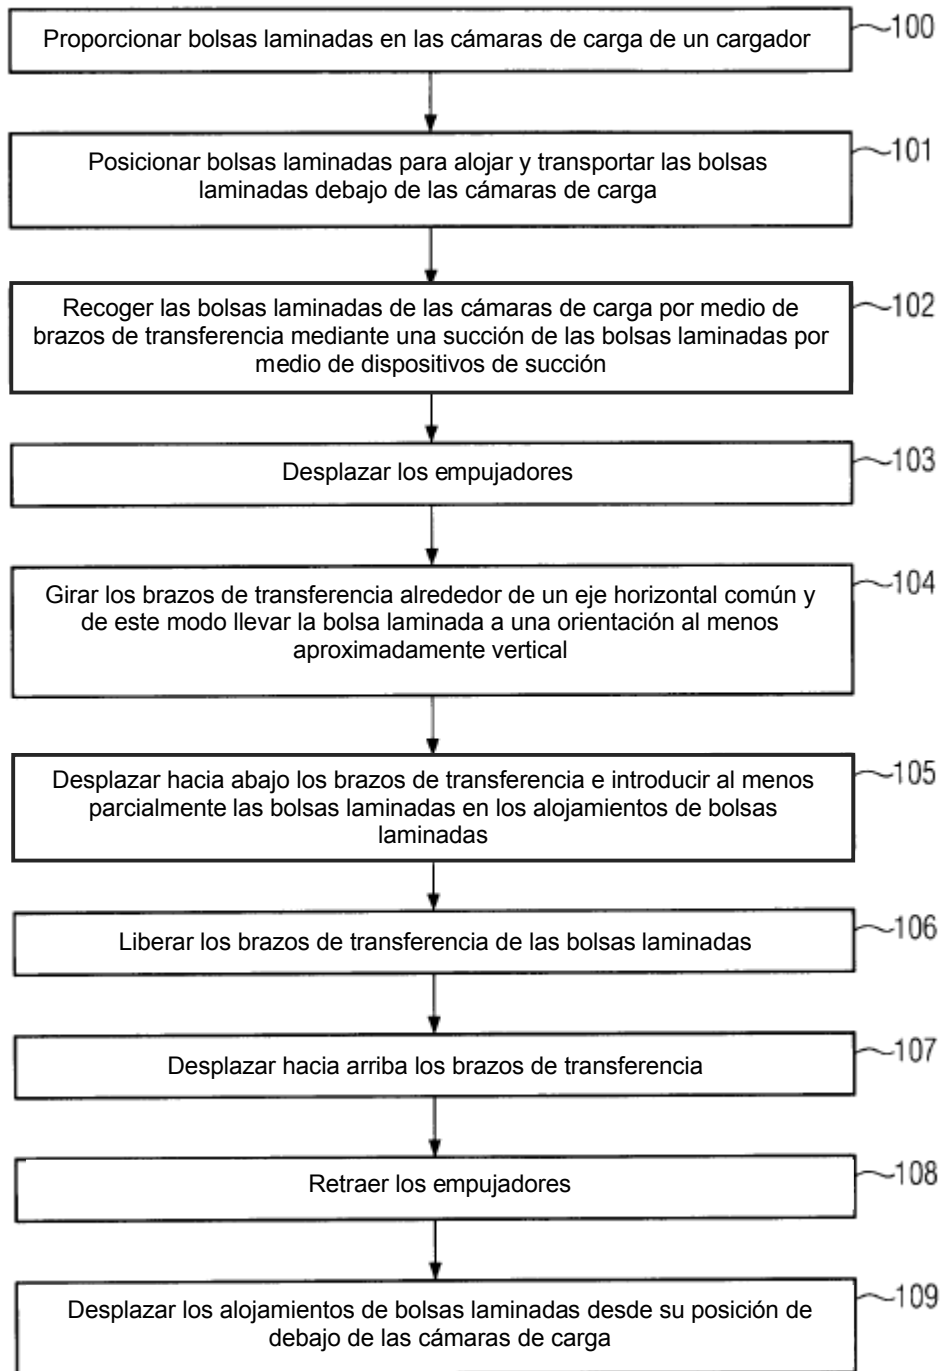 Proporcionar bolsas laminadas en las cámaras de carga de un cargador
100
Posicionar bolsas laminadas para alojar y transportar las bolsas
laminadas debajo de las cámaras de carga
101
Recoger las bolsas laminadas de las cámaras de carga por medio de
brazos de transferencia mediante una succión de las bolsas laminadas por
medio de dispositivos de succión
102
Desplazar los empujadores
103
Girar los brazos de transferencia alrededor de un eje horizontal común y
de este modo llevar la bolsa laminada a una orientación al menos
aproximadamente vertical
104
Desplazar hacia abajo los brazos de transferencia e introducir al menos
parcialmente las bolsas laminadas en los alojamientos de bolsas
laminadas
105
Liberar los brazos de transferencia de las bolsas laminadas
106
Desplazar hacia arriba los brazos de transferencia
107
Retraer los empujadores
108
Desplazar los alojamientos de bolsas laminadas desde su posición de
debajo de las cámaras de carga
109